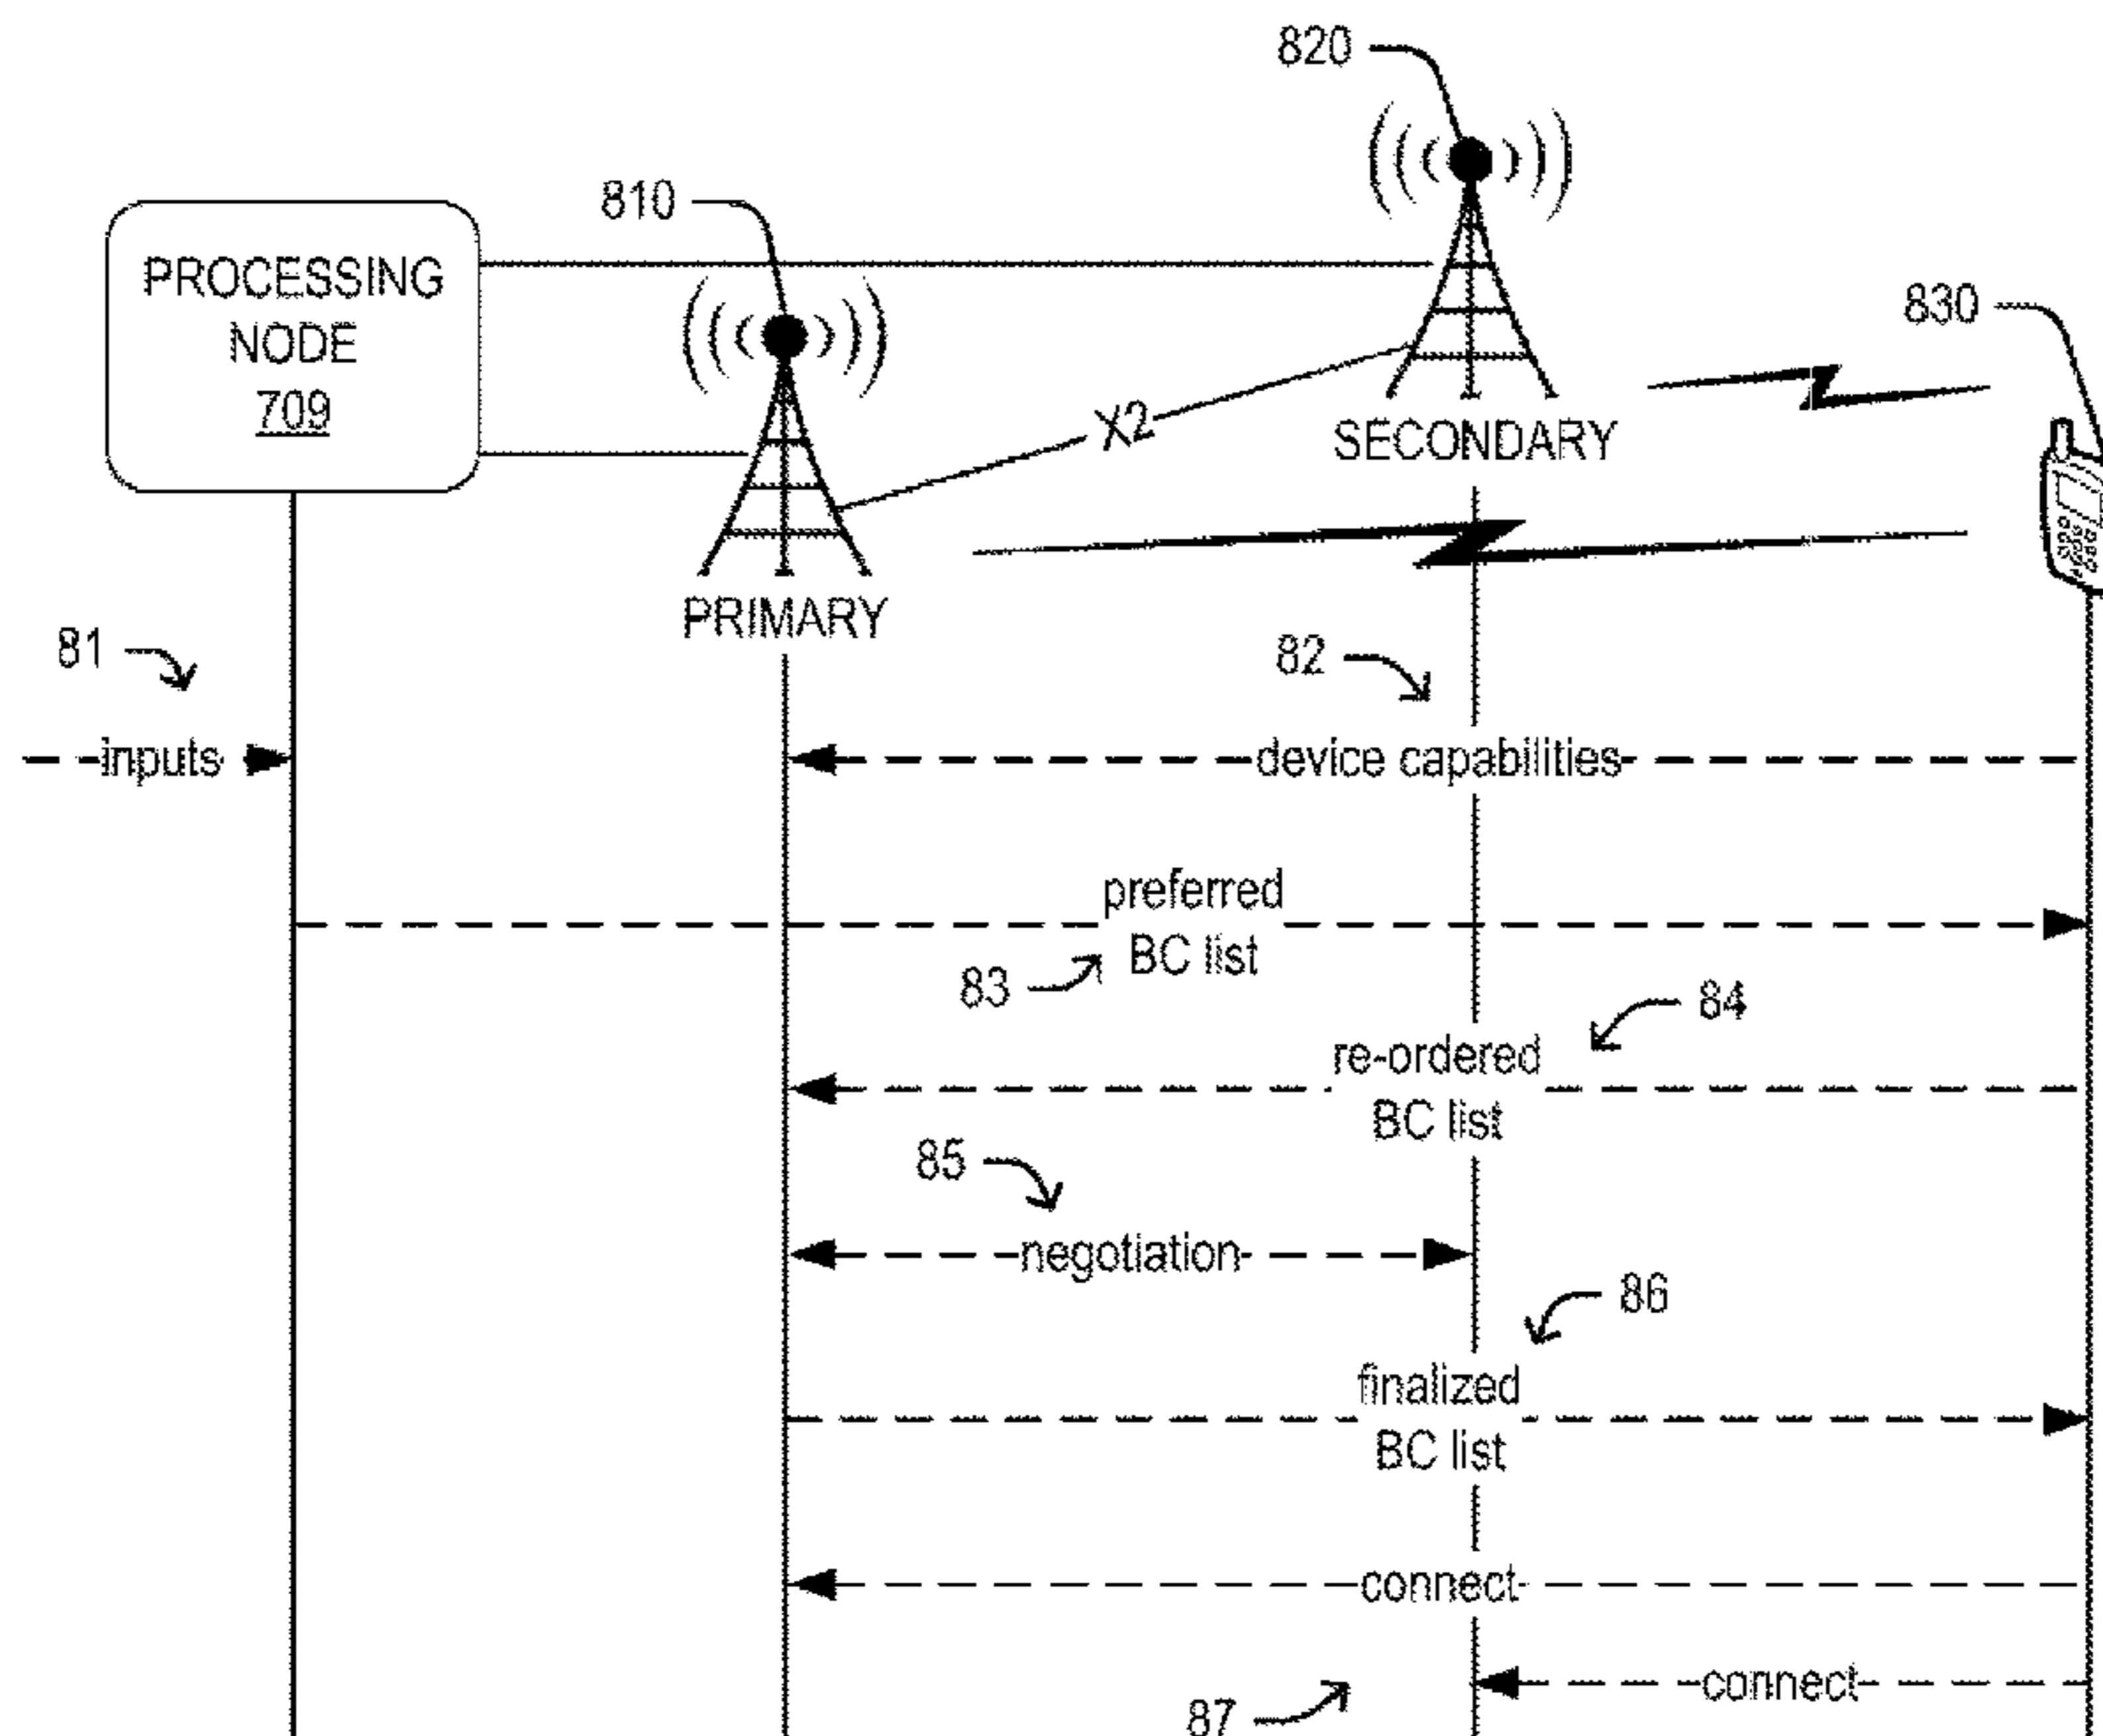 820
810
PROCESSING
NODE
709
830
X2
SECONDARY
PRIMARY
81
82
inputs
device capabilities
preferred
BC list
83
84
re-ordered
BC list
85
negotiation
86
finalized
BC list
connect
connect
87